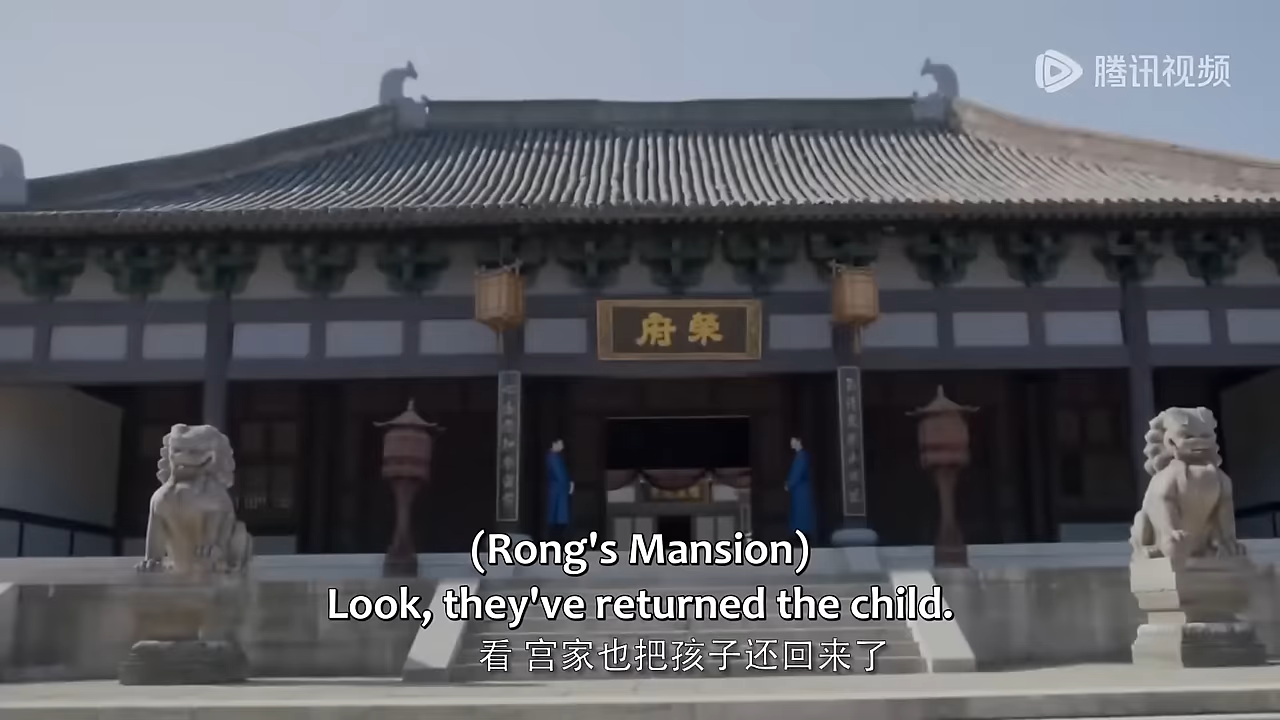 腾讯视频
榮府
(Rong's Mansion)
Look, they've returned the child.
看 宫家也把孩子还回来了